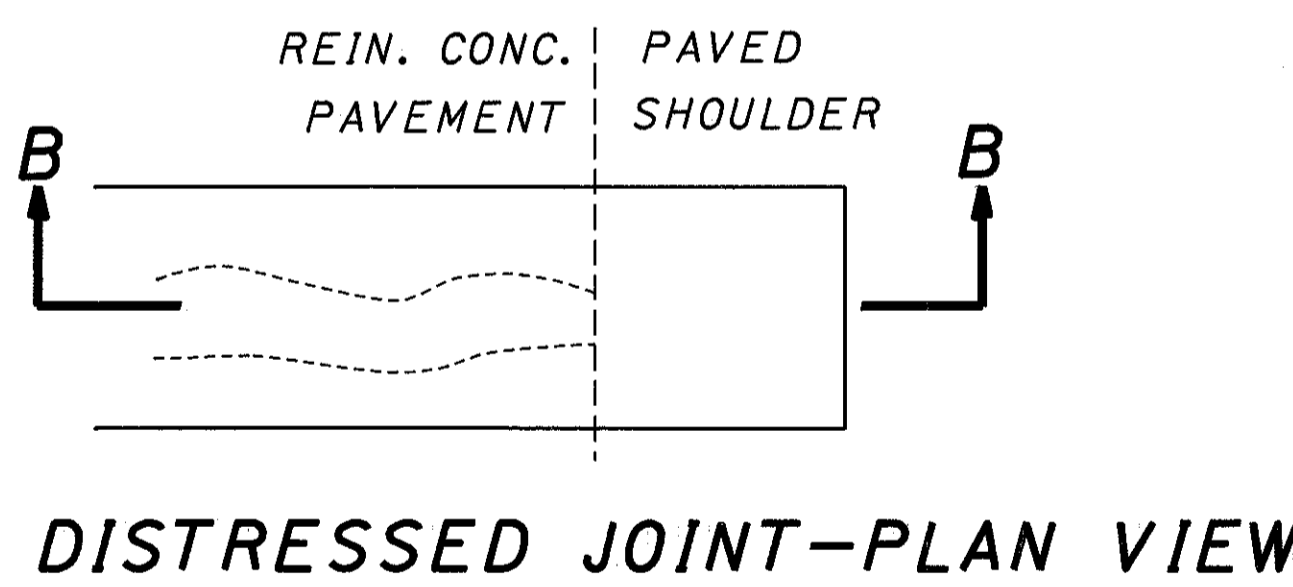 REIN. CONC. PAVED
PAVEMENT SHOULDER
B B
DISTRESSED JOINT-PLAN VIEW